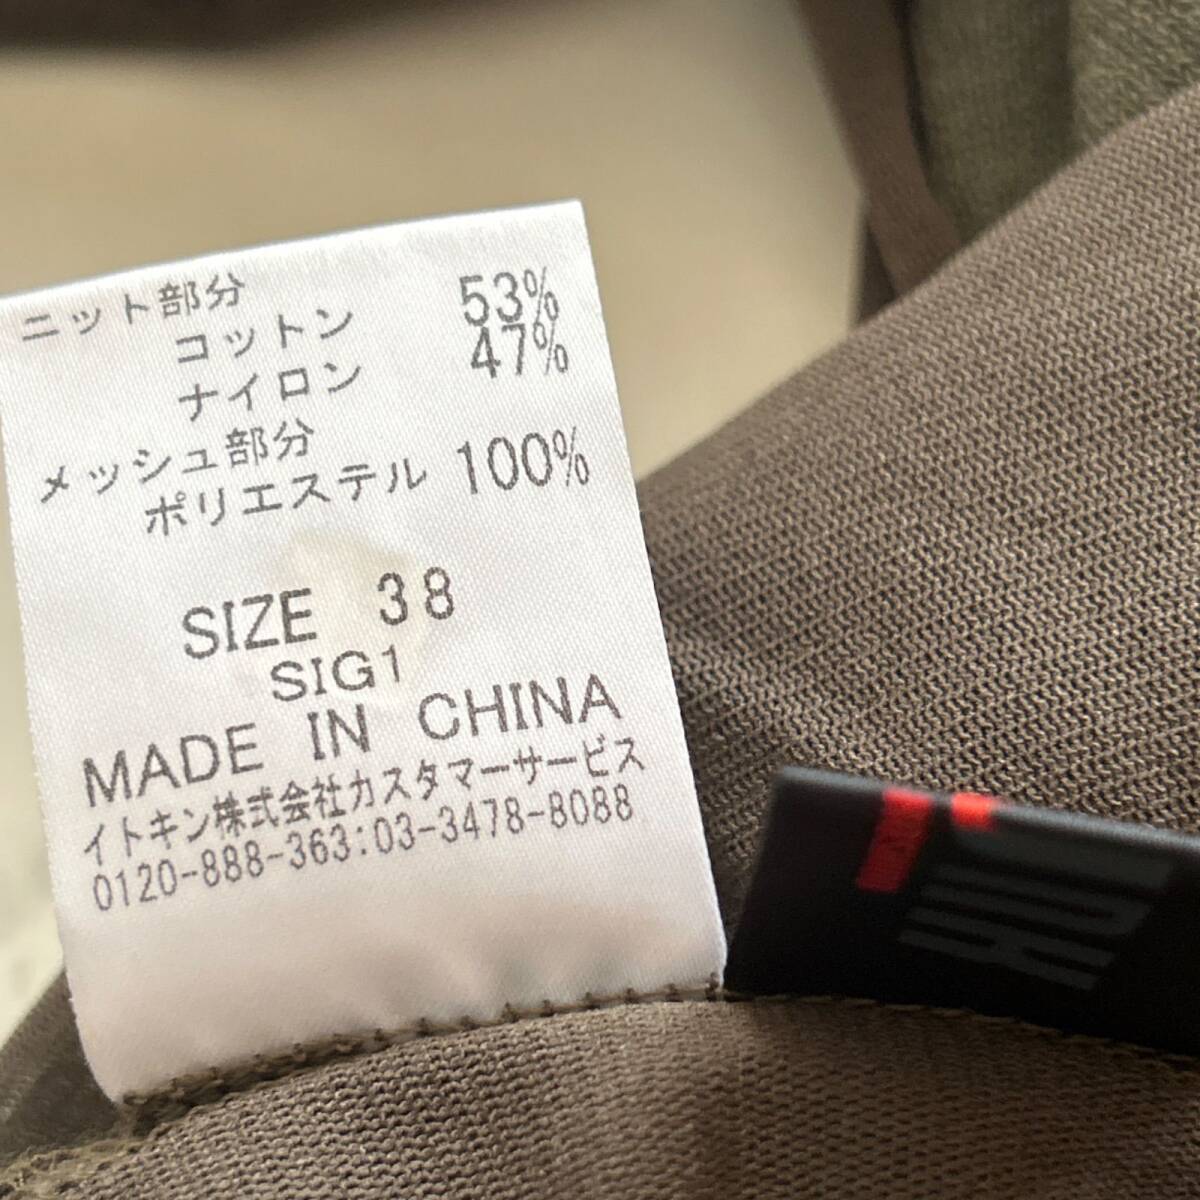 ニット部分
コットン 53%
ナイロン 47%
メッシュ部分
ポリエステル 100%
SIZE 38
SIG1
MADE IN CHINA
イトキン株式会社カスタマーサービス
0120-888-363:03-3478-8088